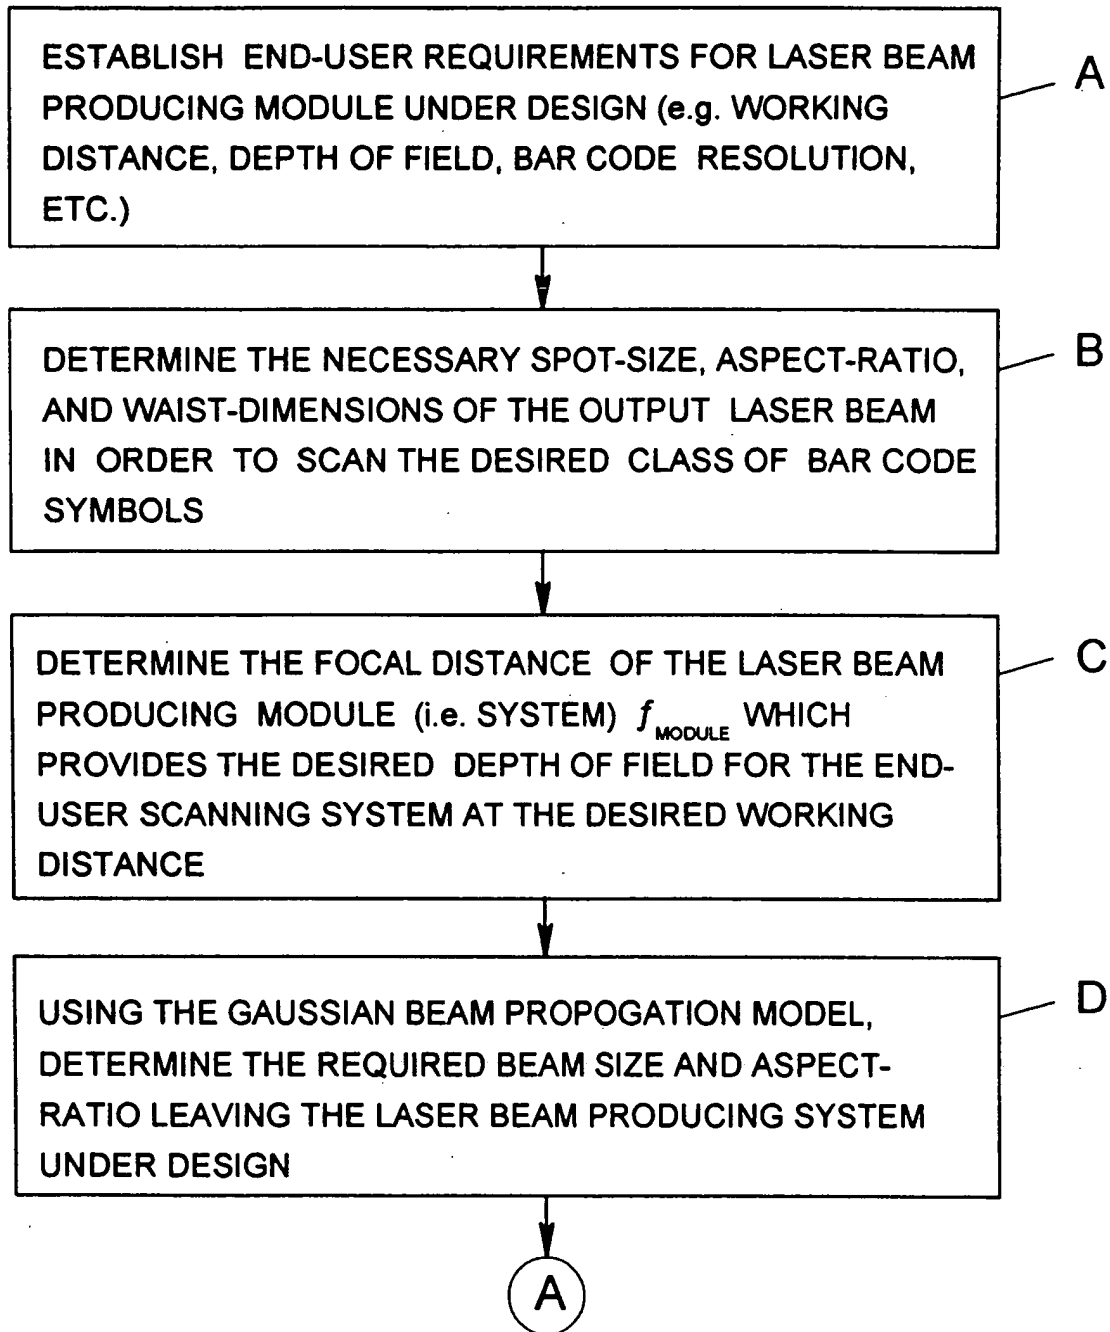 ESTABLISH END-USER REQUIREMENTS FOR LASER BEAM
PRODUCING MODULE UNDER DESIGN (e.g. WORKING
DISTANCE, DEPTH OF FIELD, BAR CODE RESOLUTION,
ETC.)
A
DETERMINE THE NECESSARY SPOT-SIZE, ASPECT-RATIO,
AND WAIST-DIMENSIONS OF THE OUTPUT LASER BEAM
IN ORDER TO SCAN THE DESIRED CLASS OF BAR CODE
SYMBOLS
B
DETERMINE THE FOCAL DISTANCE OF THE LASER BEAM
PRODUCING MODULE (i.e. SYSTEM) f MODULE WHICH
PROVIDES THE DESIRED DEPTH OF FIELD FOR THE END-
USER SCANNING SYSTEM AT THE DESIRED WORKING
DISTANCE
C
USING THE GAUSSIAN BEAM PROPOGATION MODEL,
DETERMINE THE REQUIRED BEAM SIZE AND ASPECT-
RATIO LEAVING THE LASER BEAM PRODUCING SYSTEM
UNDER DESIGN
D
A